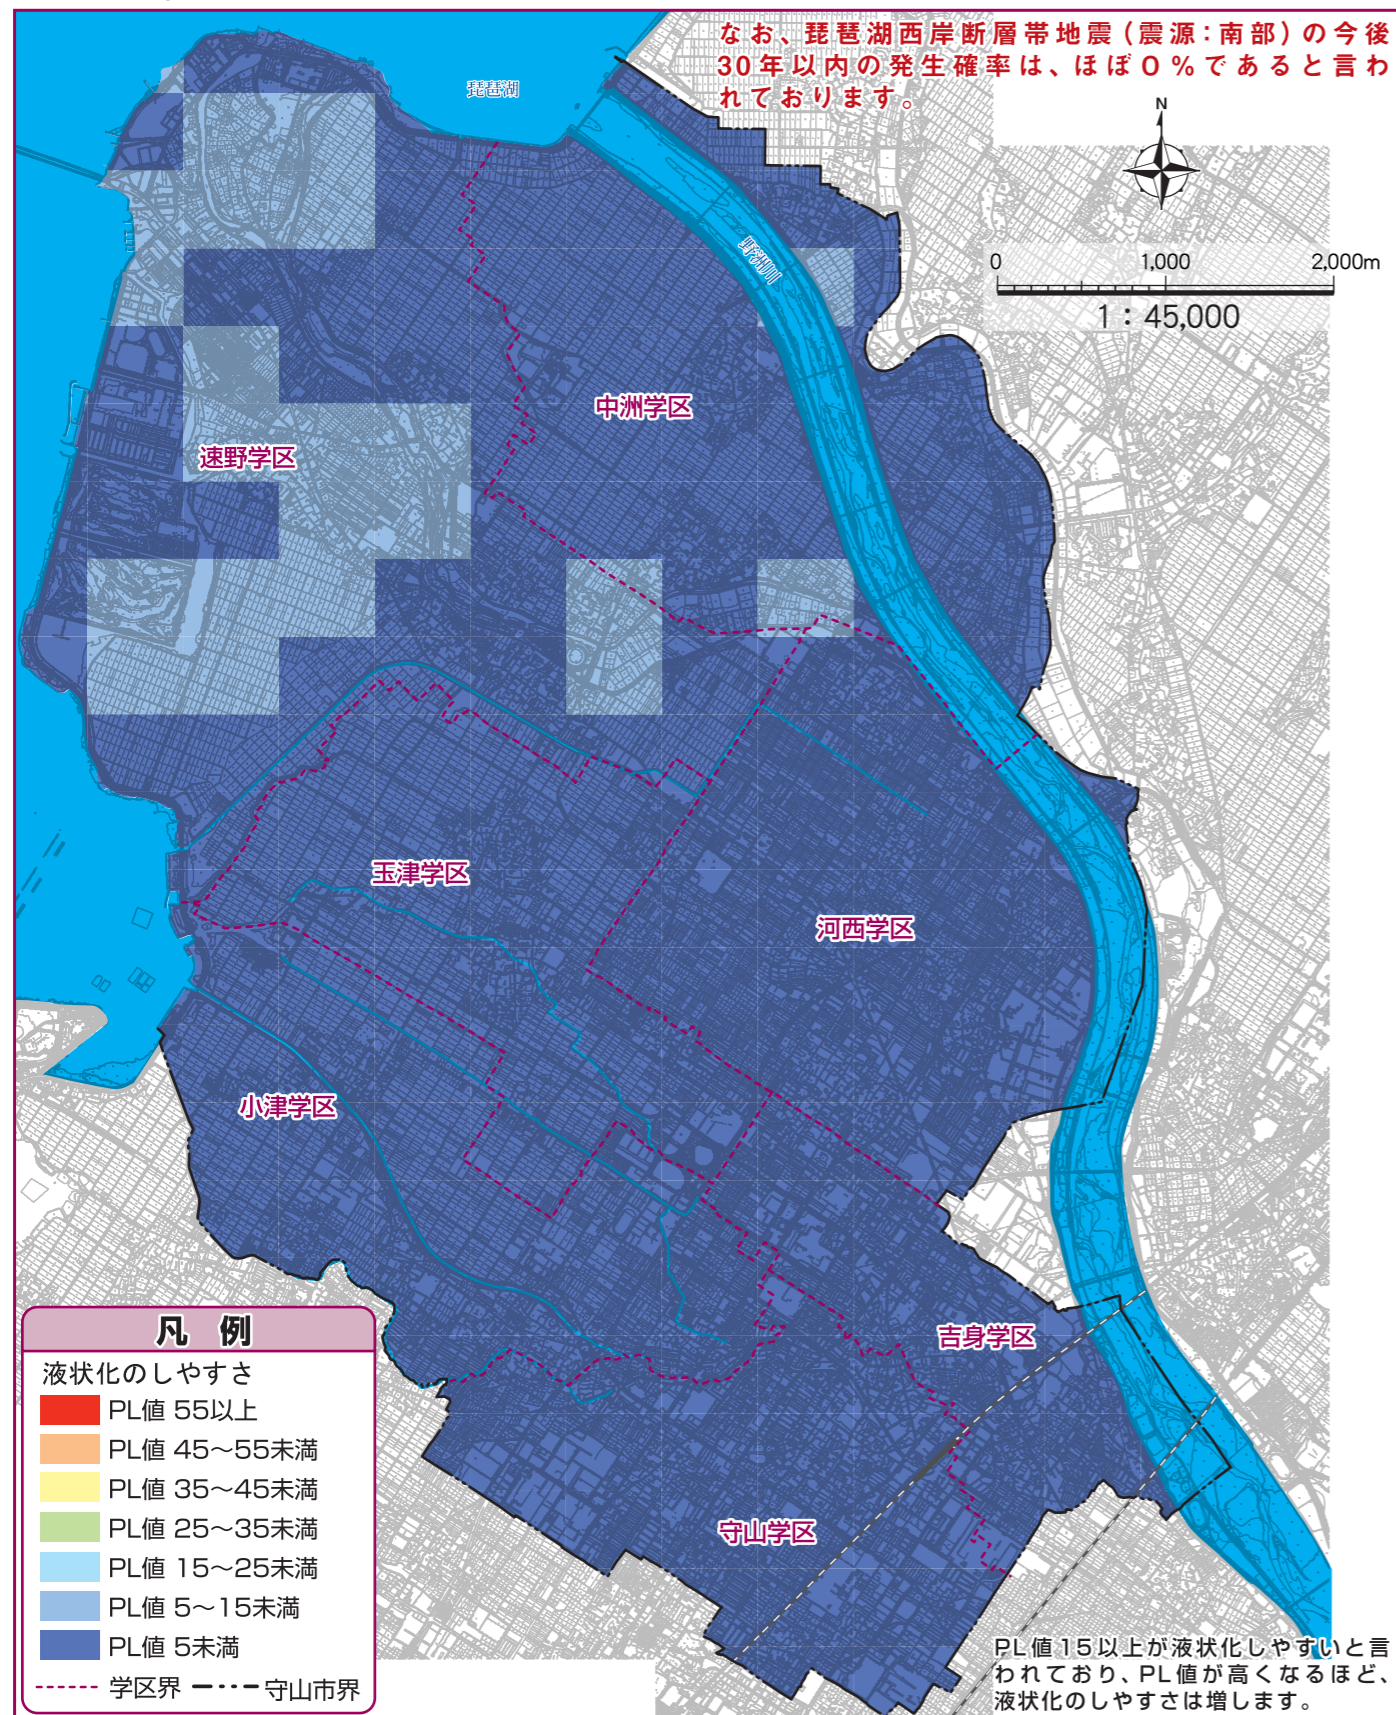 なお、琵琶湖西岸断層帯地震(震源:南部)の今後
30年以内の発生確率は、ほぼ0%であると言わ
れております。
琵琶湖
N
0 1,000 2,000m
1:45,000
野洲川
中洲学区
速野学区
玉津学区
河西学区
小津学区
吉身学区
守山学区
凡例
液状化のしやすさ
PL値 55以上
PL値 45〜55未満
PL値 35〜45未満
PL値 25〜35未満
PL値 15〜25未満
PL値 5〜15未満
PL値 5未満
学区界 守山市界
PL値15以上が液状化しやすいと言
われており、PL値が高くなるほど、
液状化のしやすさは増します。